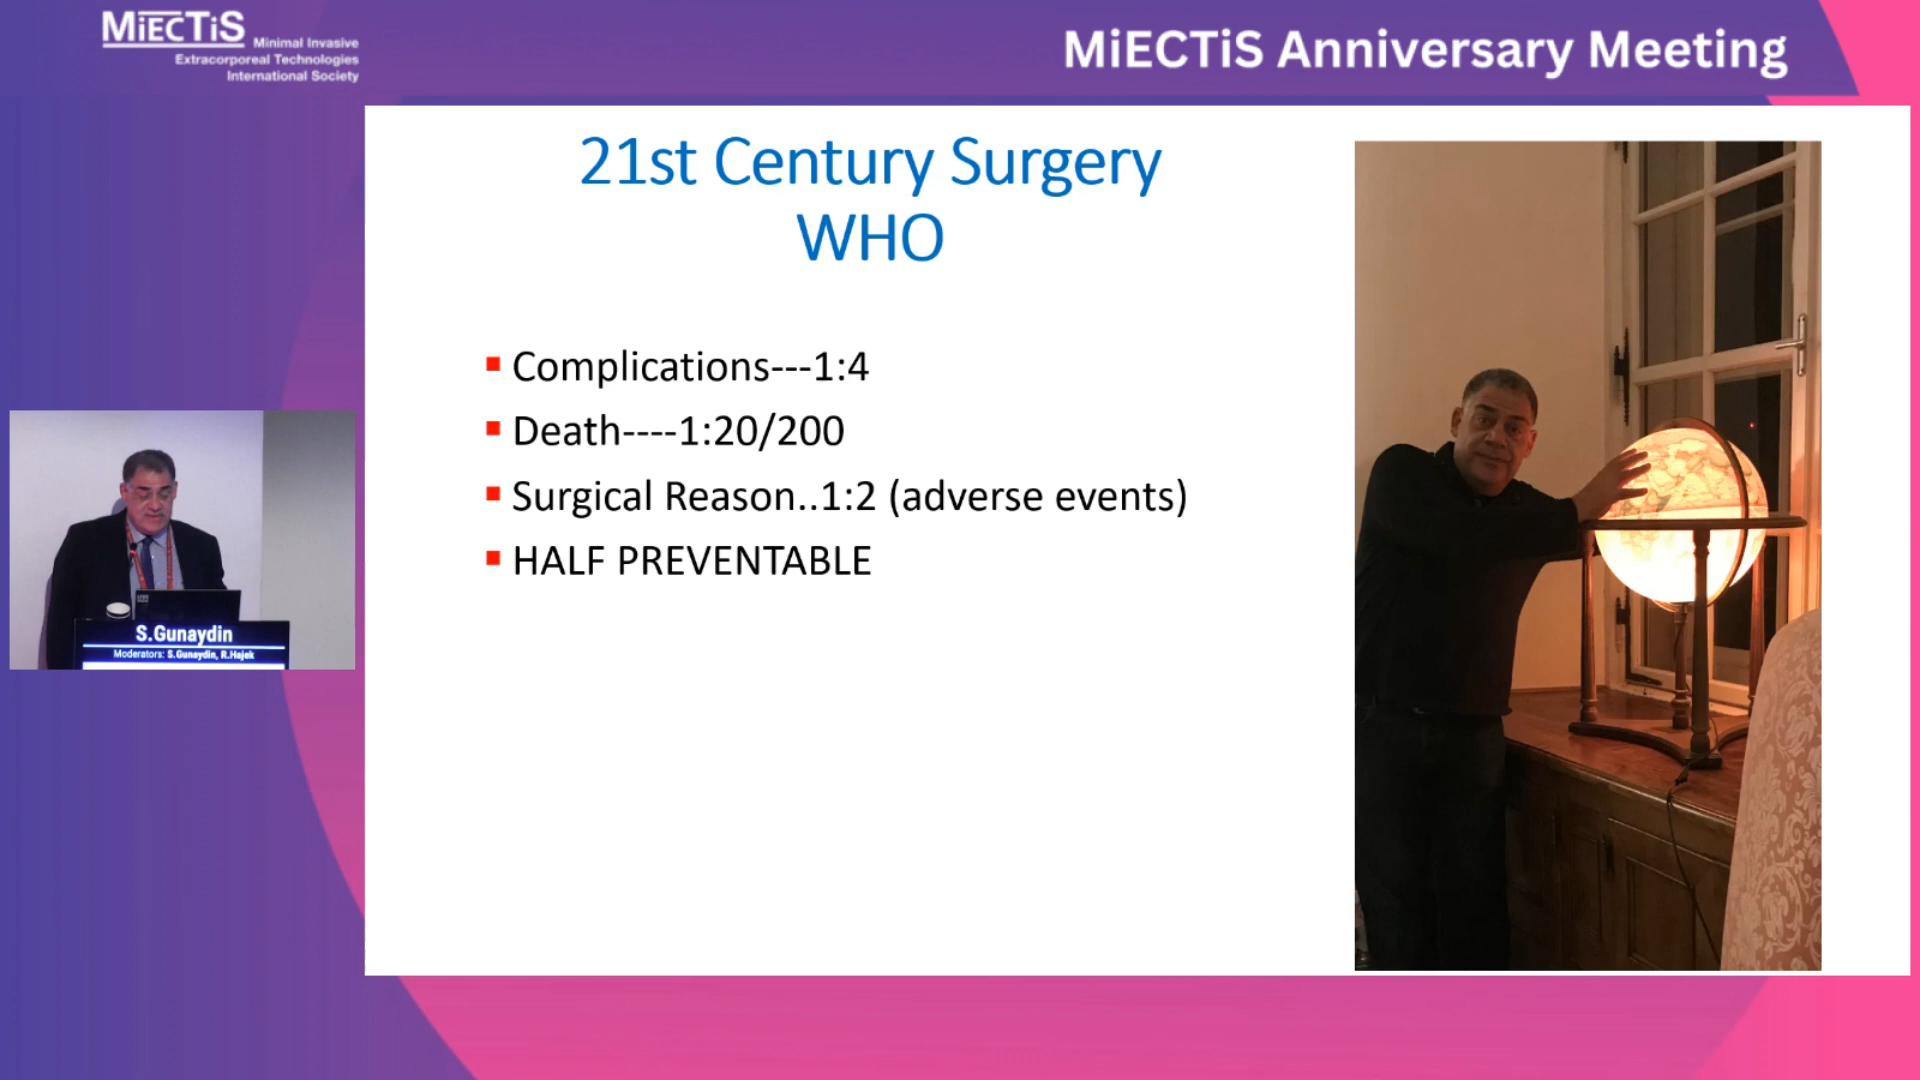 MiECTiS
Minimal Invasive
Extracorporeal Technologies
International Society
MiECTiS Anniversary Meeting
21st Century Surgery
WHO
Complications---1:4
Death----1:20/200
Surgical Reason..1:2 (adverse events)
HALF PREVENTABLE
S.Gunaydin
Moderators: S.Gunaydin, R.Hajek